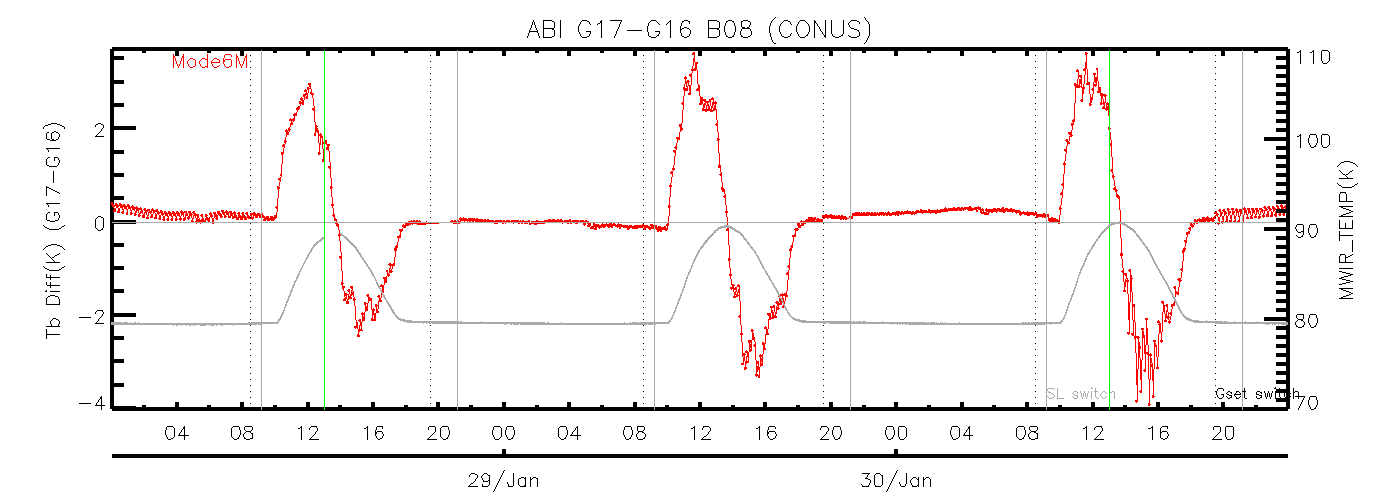 ABI G17-G16 B08 (CONUS)
Mode6M
Tb Diff(K) (G17-G16)
2
0
-2
-4
110
100
90
80
70
MWIR_TEMP(K)
SL switch
Gset switch
04 08 12 16 20 00 04 08 12 16 20 00 04 08 12 16 20
29/Jan 30/Jan